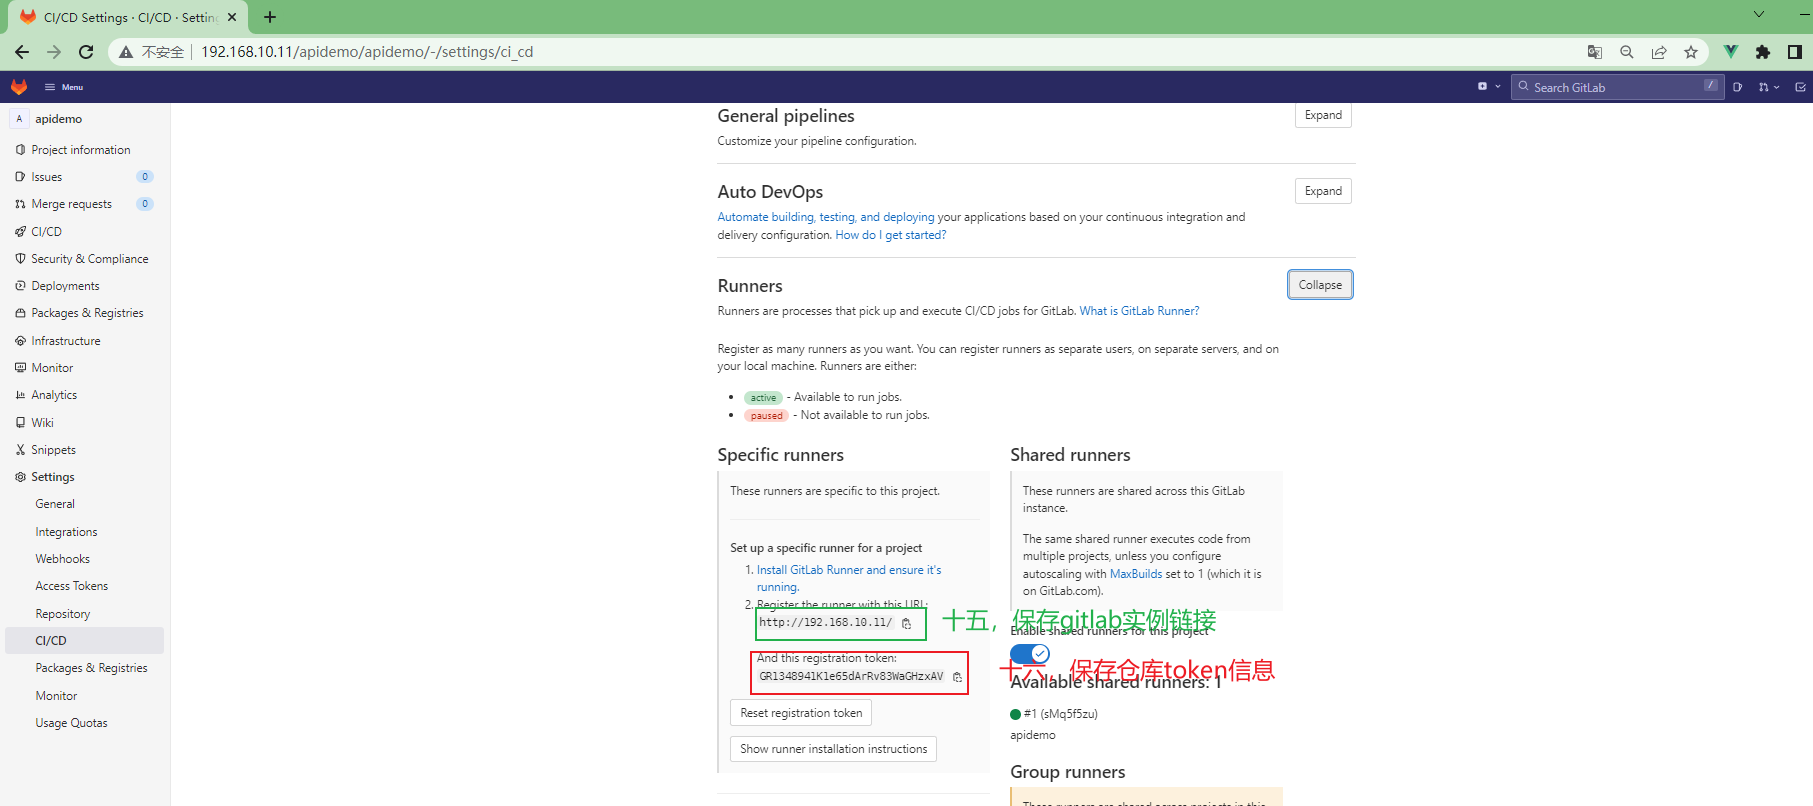 CI/CD Settings · CI/CD · Settin
不安全
192.168.10.11/apidemo/apidemo/-/settings/ci_cd
Menu
Search GitLab
/
A apidemo
Project information
Issues 0
Merge requests 0
CI/CD
Security & Compliance
Deployments
Packages & Registries
Infrastructure
Monitor
Analytics
Wiki
Snippets
Settings
General
Integrations
Webhooks
Access Tokens
Repository
CI/CD
Packages & Registries
Monitor
Usage Quotas
General pipelines
Expand
Customize your pipeline configuration.
Auto DevOps
Expand
Automate building, testing, and deploying your applications based on your continuous integration and
delivery configuration. How do I get started?
Runners
Collapse
Runners are processes that pick up and execute CI/CD jobs for GitLab. What is GitLab Runner?
Register as many runners as you want. You can register runners as separate users, on separate servers, and on
your local machine. Runners are either:
active - Available to run jobs.
paused - Not available to run jobs.
Specific runners
These runners are specific to this project.
Set up a specific runner for a project
1. Install GitLab Runner and ensure it's
running.
2. Register the runner with this URL:
http://192.168.10.11/
十五，保存gitlab实例链接
And this registration token:
GR1348941K1e65dArRv83WaGHzxAV
十六，保存仓库token信息
Reset registration token
Show runner installation instructions
Shared runners
These runners are shared across this GitLab
instance.
The same shared runner executes code from
multiple projects, unless you configure
autoscaling with MaxBuilds set to 1 (which it is
on GitLab.com).
Enable shared runners for this project
Available shared runners: 1
#1 (sMq5f5zu)
apidemo
Group runners
These runners are shared across projects in this